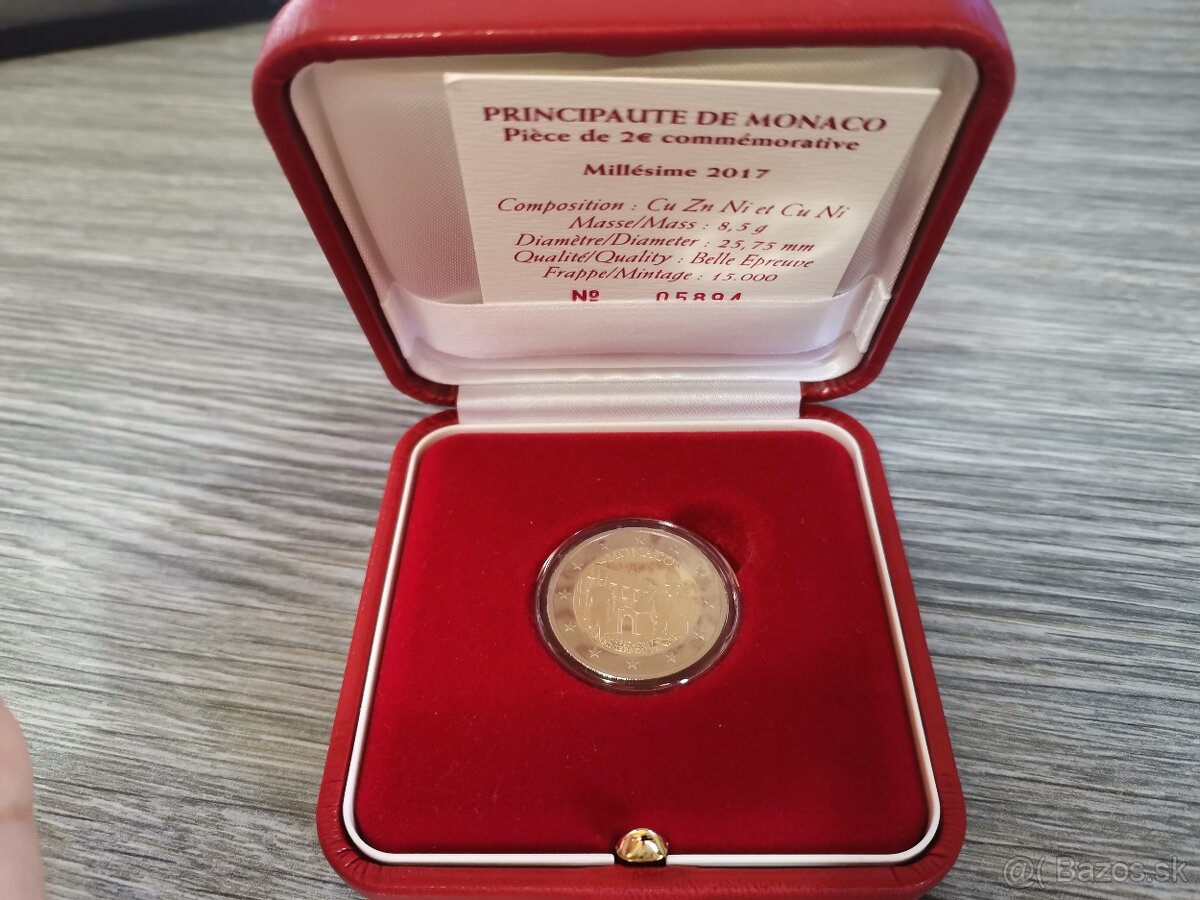 PRINCIPAUTE DE MONACO
Pièce de 2€ commémorative
Millésime 2017
Composition : Cu Zn Ni et Cu Ni
Masse/Mass : 8,5 g
Diamètre/Diameter : 25,75 mm
Qualité/Quality : Belle Epreuve
Frappe/Mintage : 15.000
Nº 05894
MONACO
Bazos.sk